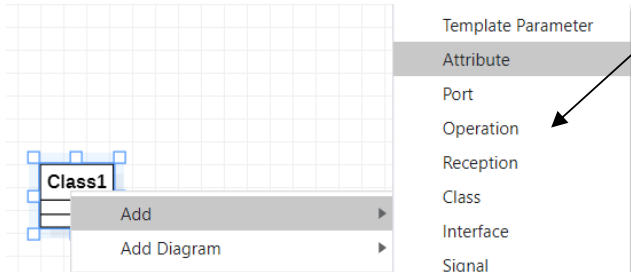 Class1
Add
Add Diagram
Template Parameter
Attribute
Port
Operation
Reception
Class
Interface
Signal